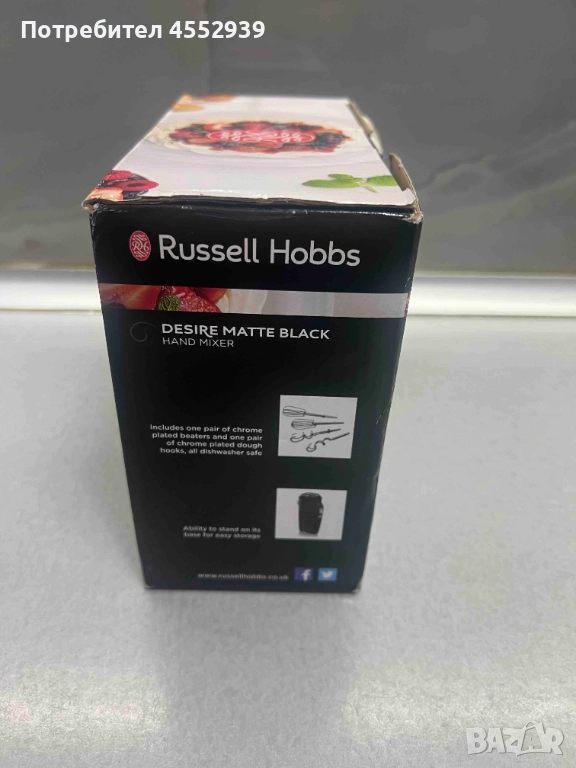 Потребител 4552939
Russell Hobbs
DESIRE MATTE BLACK
HAND MIXER
Includes one pair of chrome
plated beaters and one pair
of chrome plated dough
hooks, all dishwasher safe
Ability to stand on its
base for easy storage
www.russellhobbs.co.uk
BAZAR